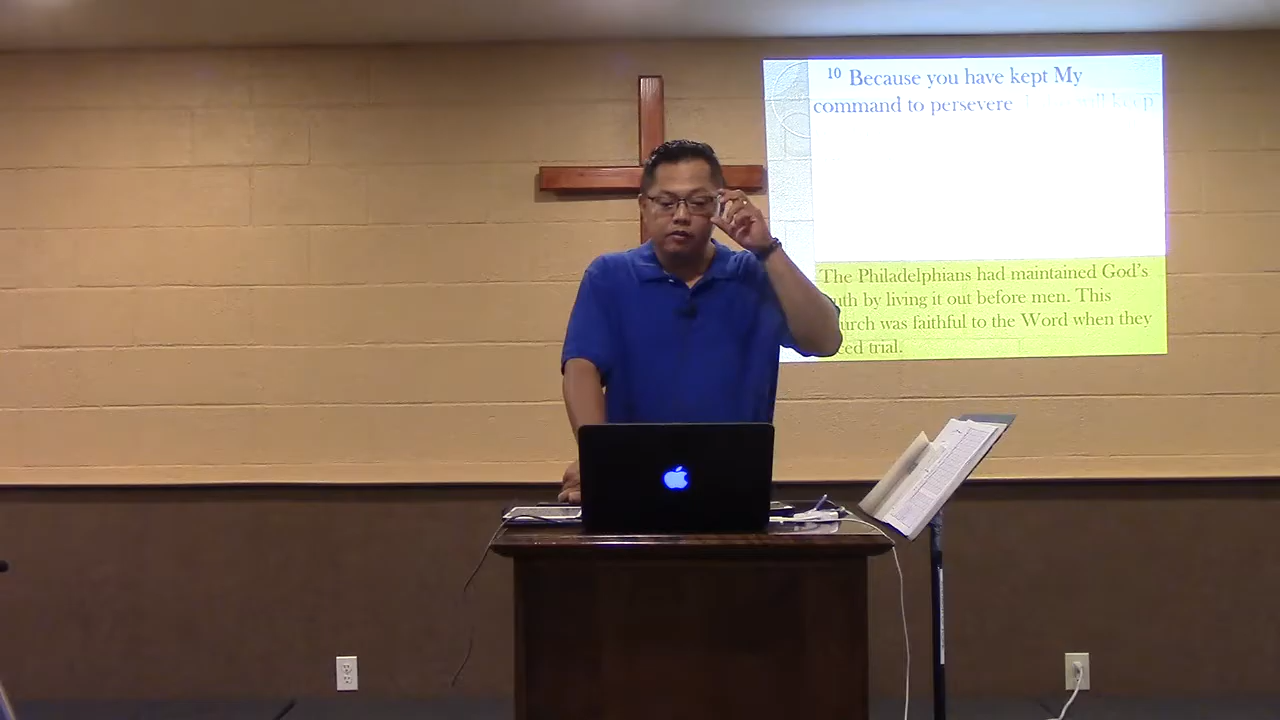 10 Because you have kept My
command to persevere
The Philadelphians had maintained God's
uth by living it out before men. This
urch was faithful to the Word when they
ced trial.